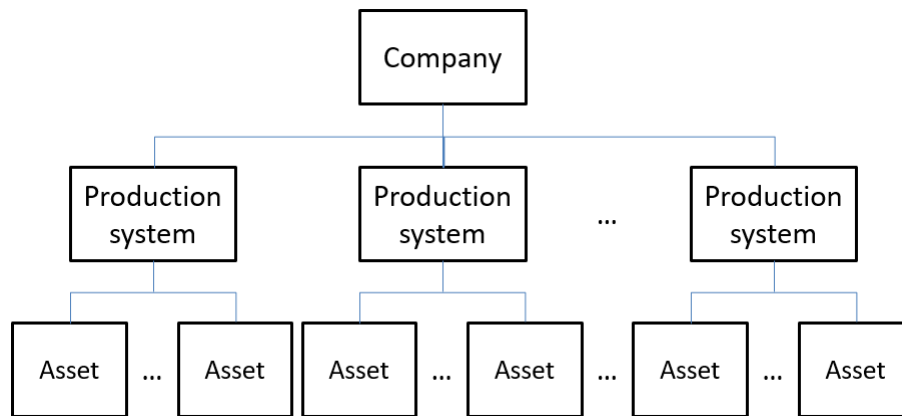 Company
Production
system
Production
system
...
Production
system
Asset
...
Asset
Asset
...
Asset
...
Asset
...
Asset